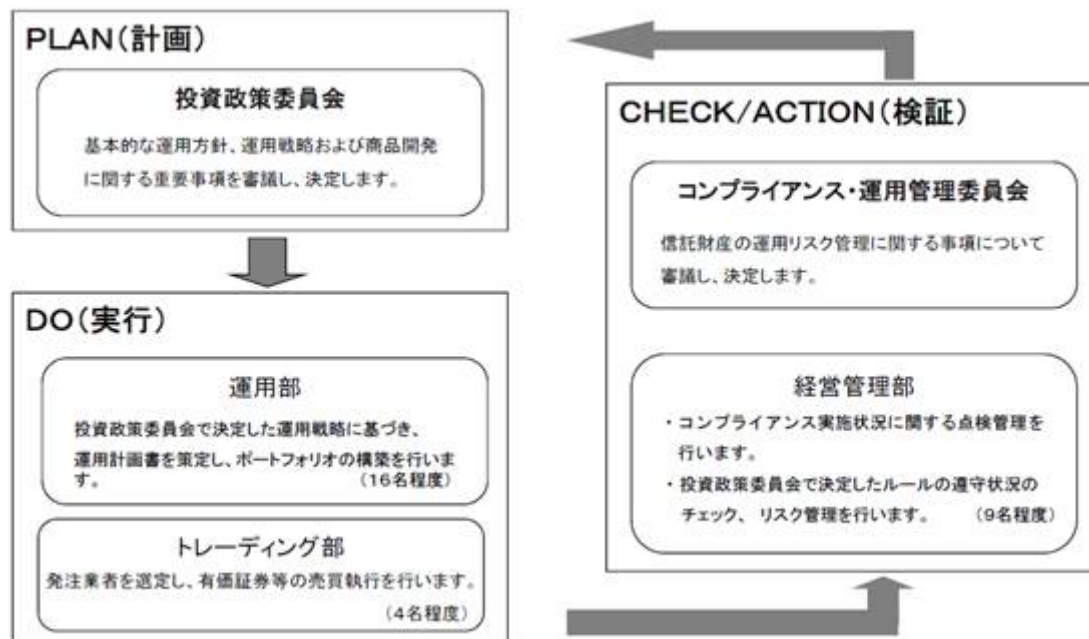 PLAN(計画)
投資政策委員会
基本的な運用方針、運用戦略および商品開発
に関する重要事項を審議し、決定します。
DO(実行)
運用部
投資政策委員会で決定した運用戦略に基づき、
運用計画書を策定し、ポートフォリオの構築を行いま
す。 (16名程度)
トレーディング部
発注業者を選定し、有価証券等の売買執行を行います。
(4名程度)
CHECK/ACTION(検証)
コンプライアンス・運用管理委員会
信託財産の運用リスク管理に関する事項について
審議し、決定します。
経営管理部
・コンプライアンス実施状況に関する点検管理を
行います。
・投資政策委員会で決定したルールの遵守状況の
チェック、リスク管理を行います。 (9名程度)